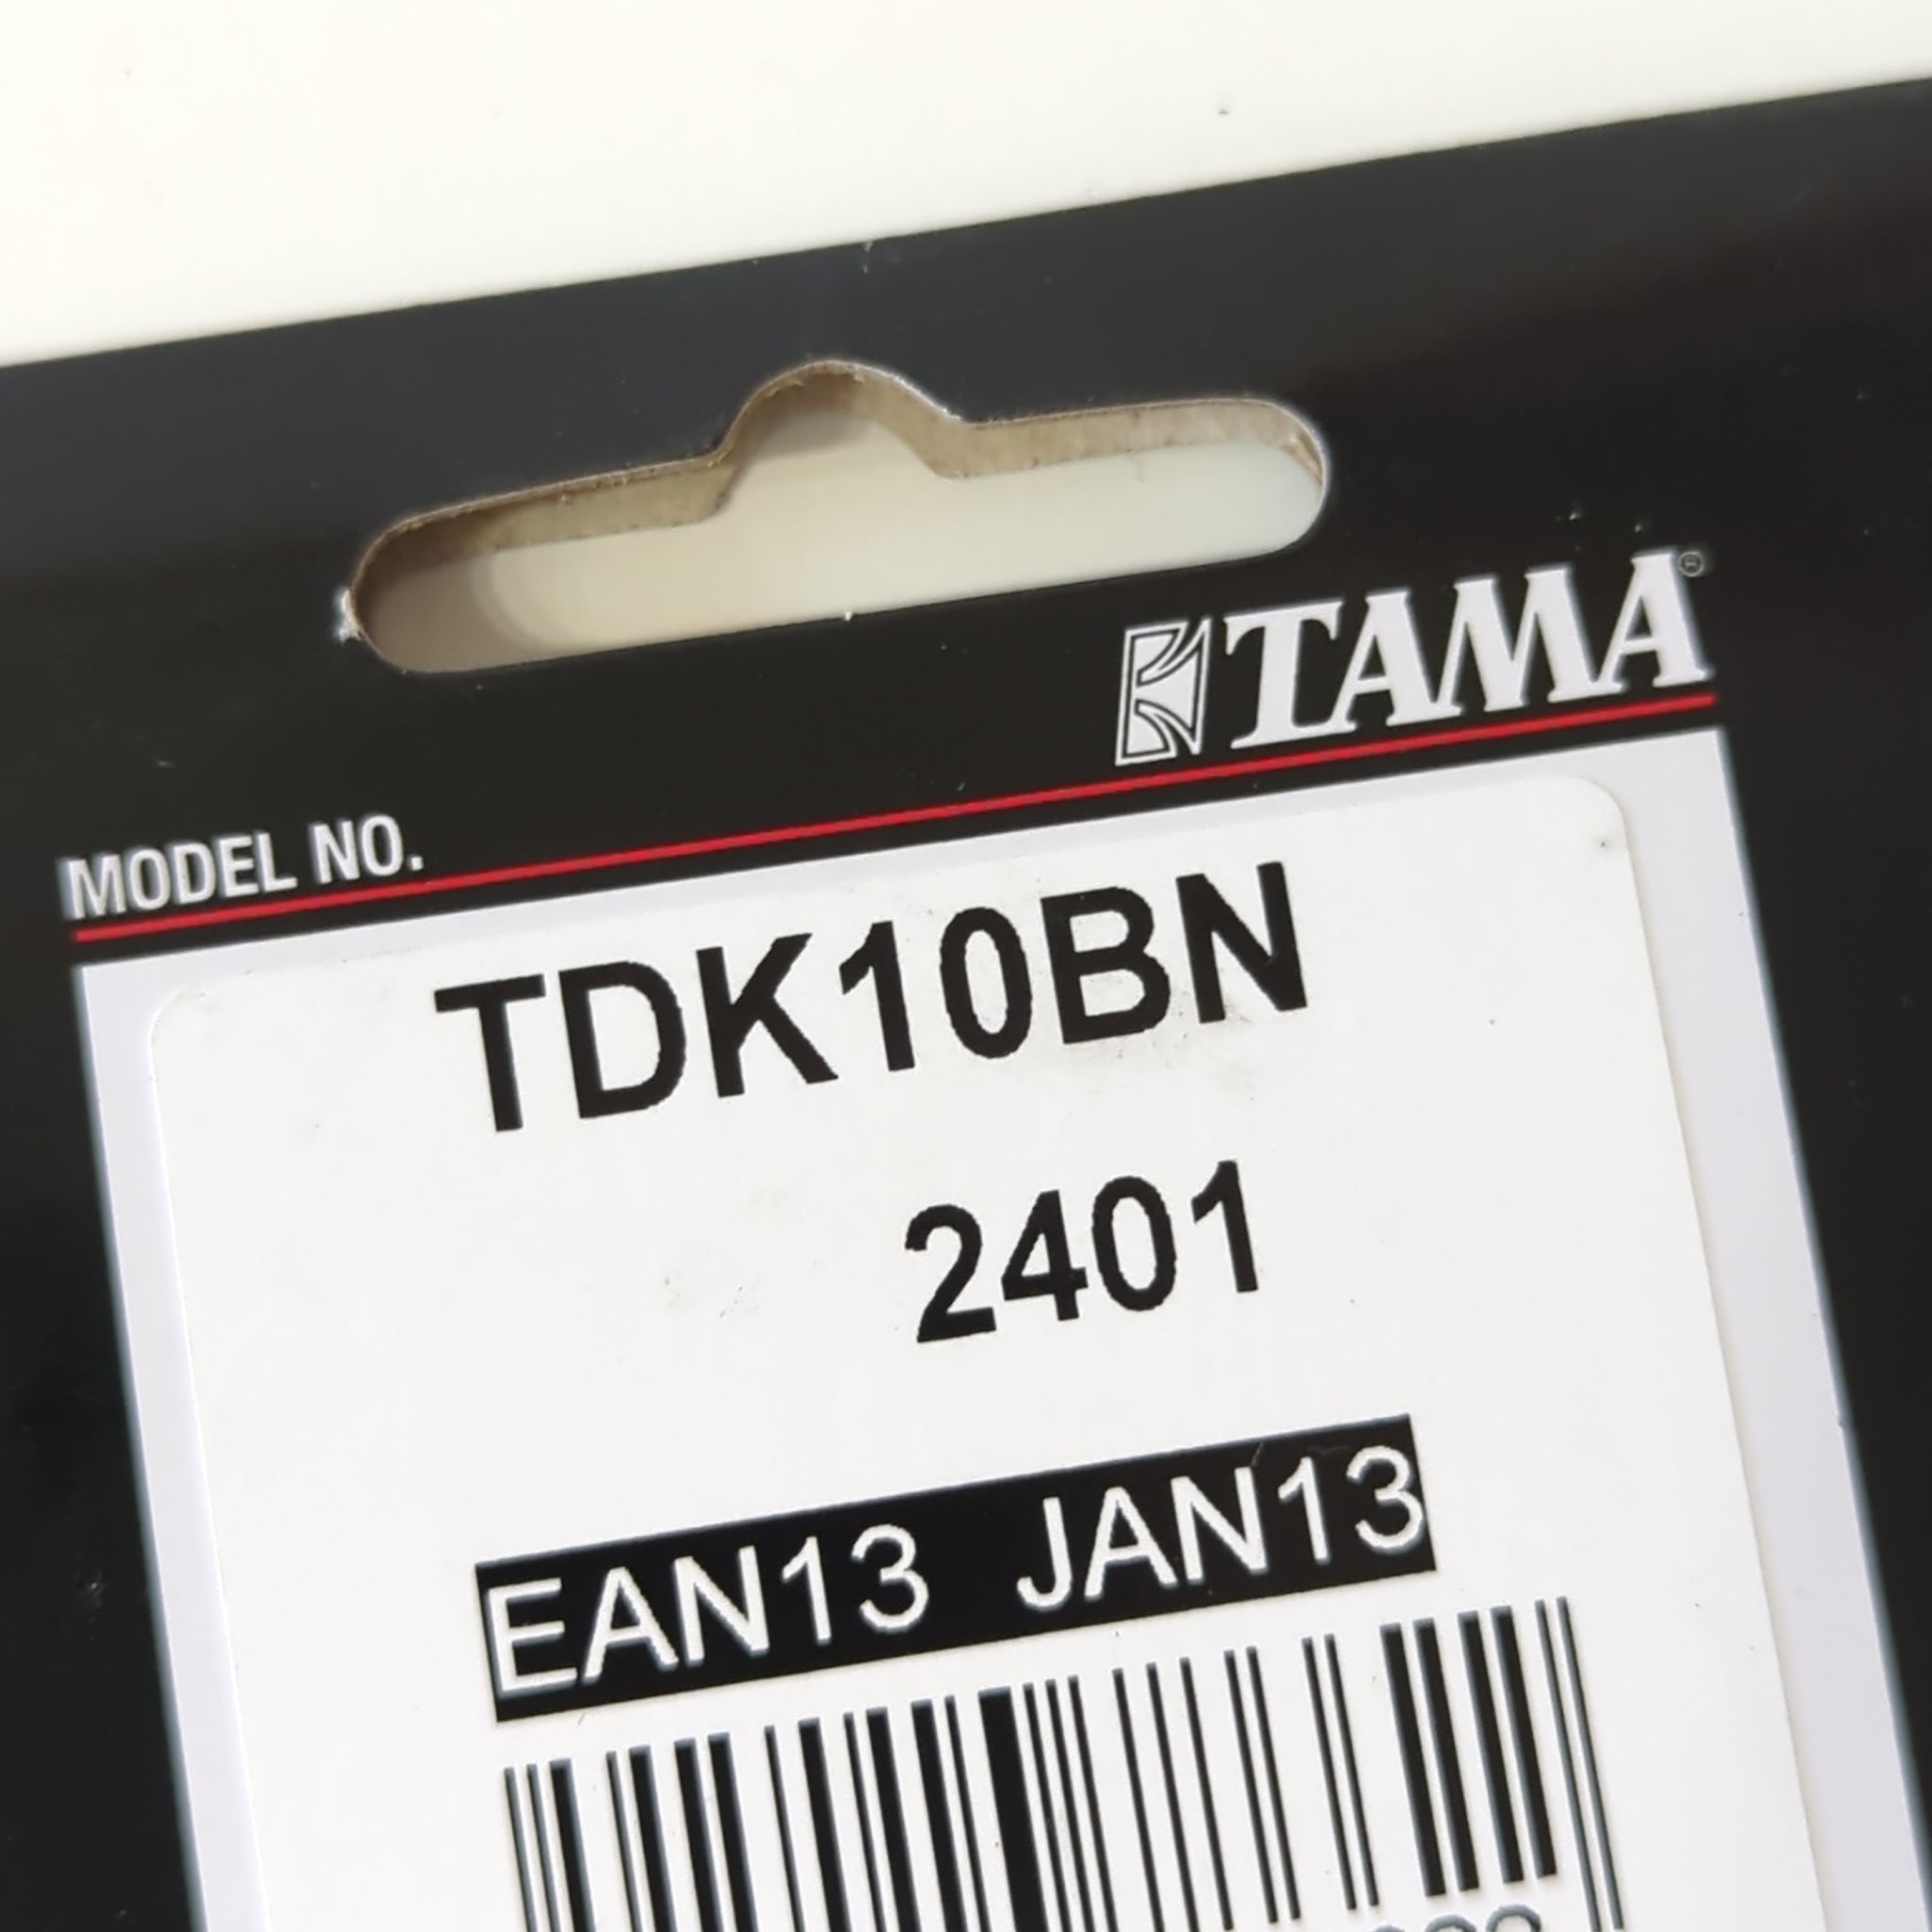 TAMA®
MODEL NO.
TDK10BN
2401
EAN13 JAN13